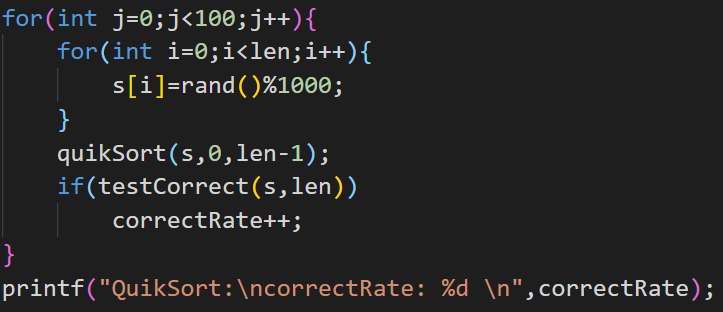 for(int j=0;j<100;j++){
for(int i=0;i<len;i++){
s[i]=rand()%1000;
}
quikSort(s,0,len-1);
if(testCorrect(s,len))
correctRate++;
}
printf("QuikSort:\ncorrectRate: %d \n",correctRate);